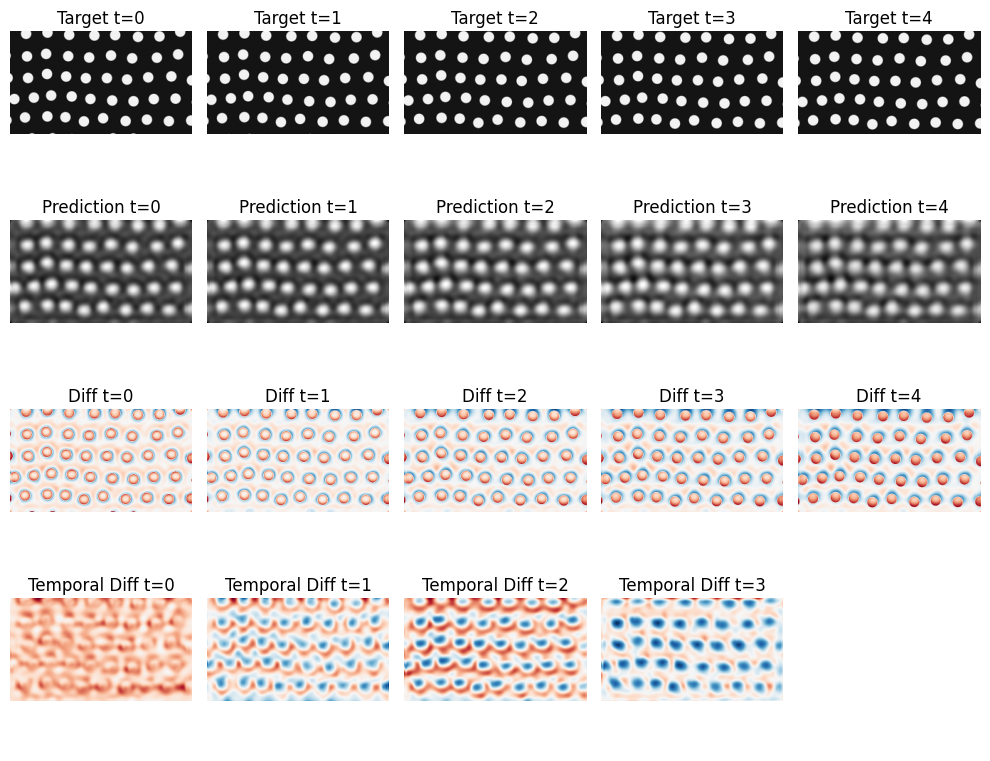 Target t=0 Target t=1 Target t=2 Target t=3 Target t=4
Prediction t=0 Prediction t=1 Prediction t=2 Prediction t=3 Prediction t=4
Diff t=0 Diff t=1 Diff t=2 Diff t=3 Diff t=4
Temporal Diff t=0 Temporal Diff t=1 Temporal Diff t=2 Temporal Diff t=3